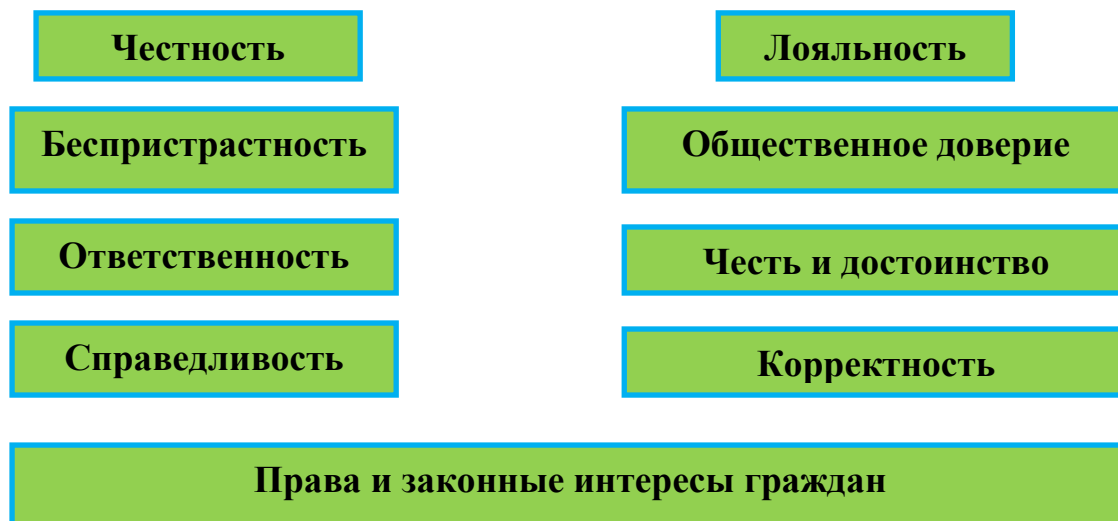 Честность
Лояльность
Беспристрастность
Общественное доверие
Ответственность
Честь и достоинство
Справедливость
Корректность
Права и законные интересы граждан